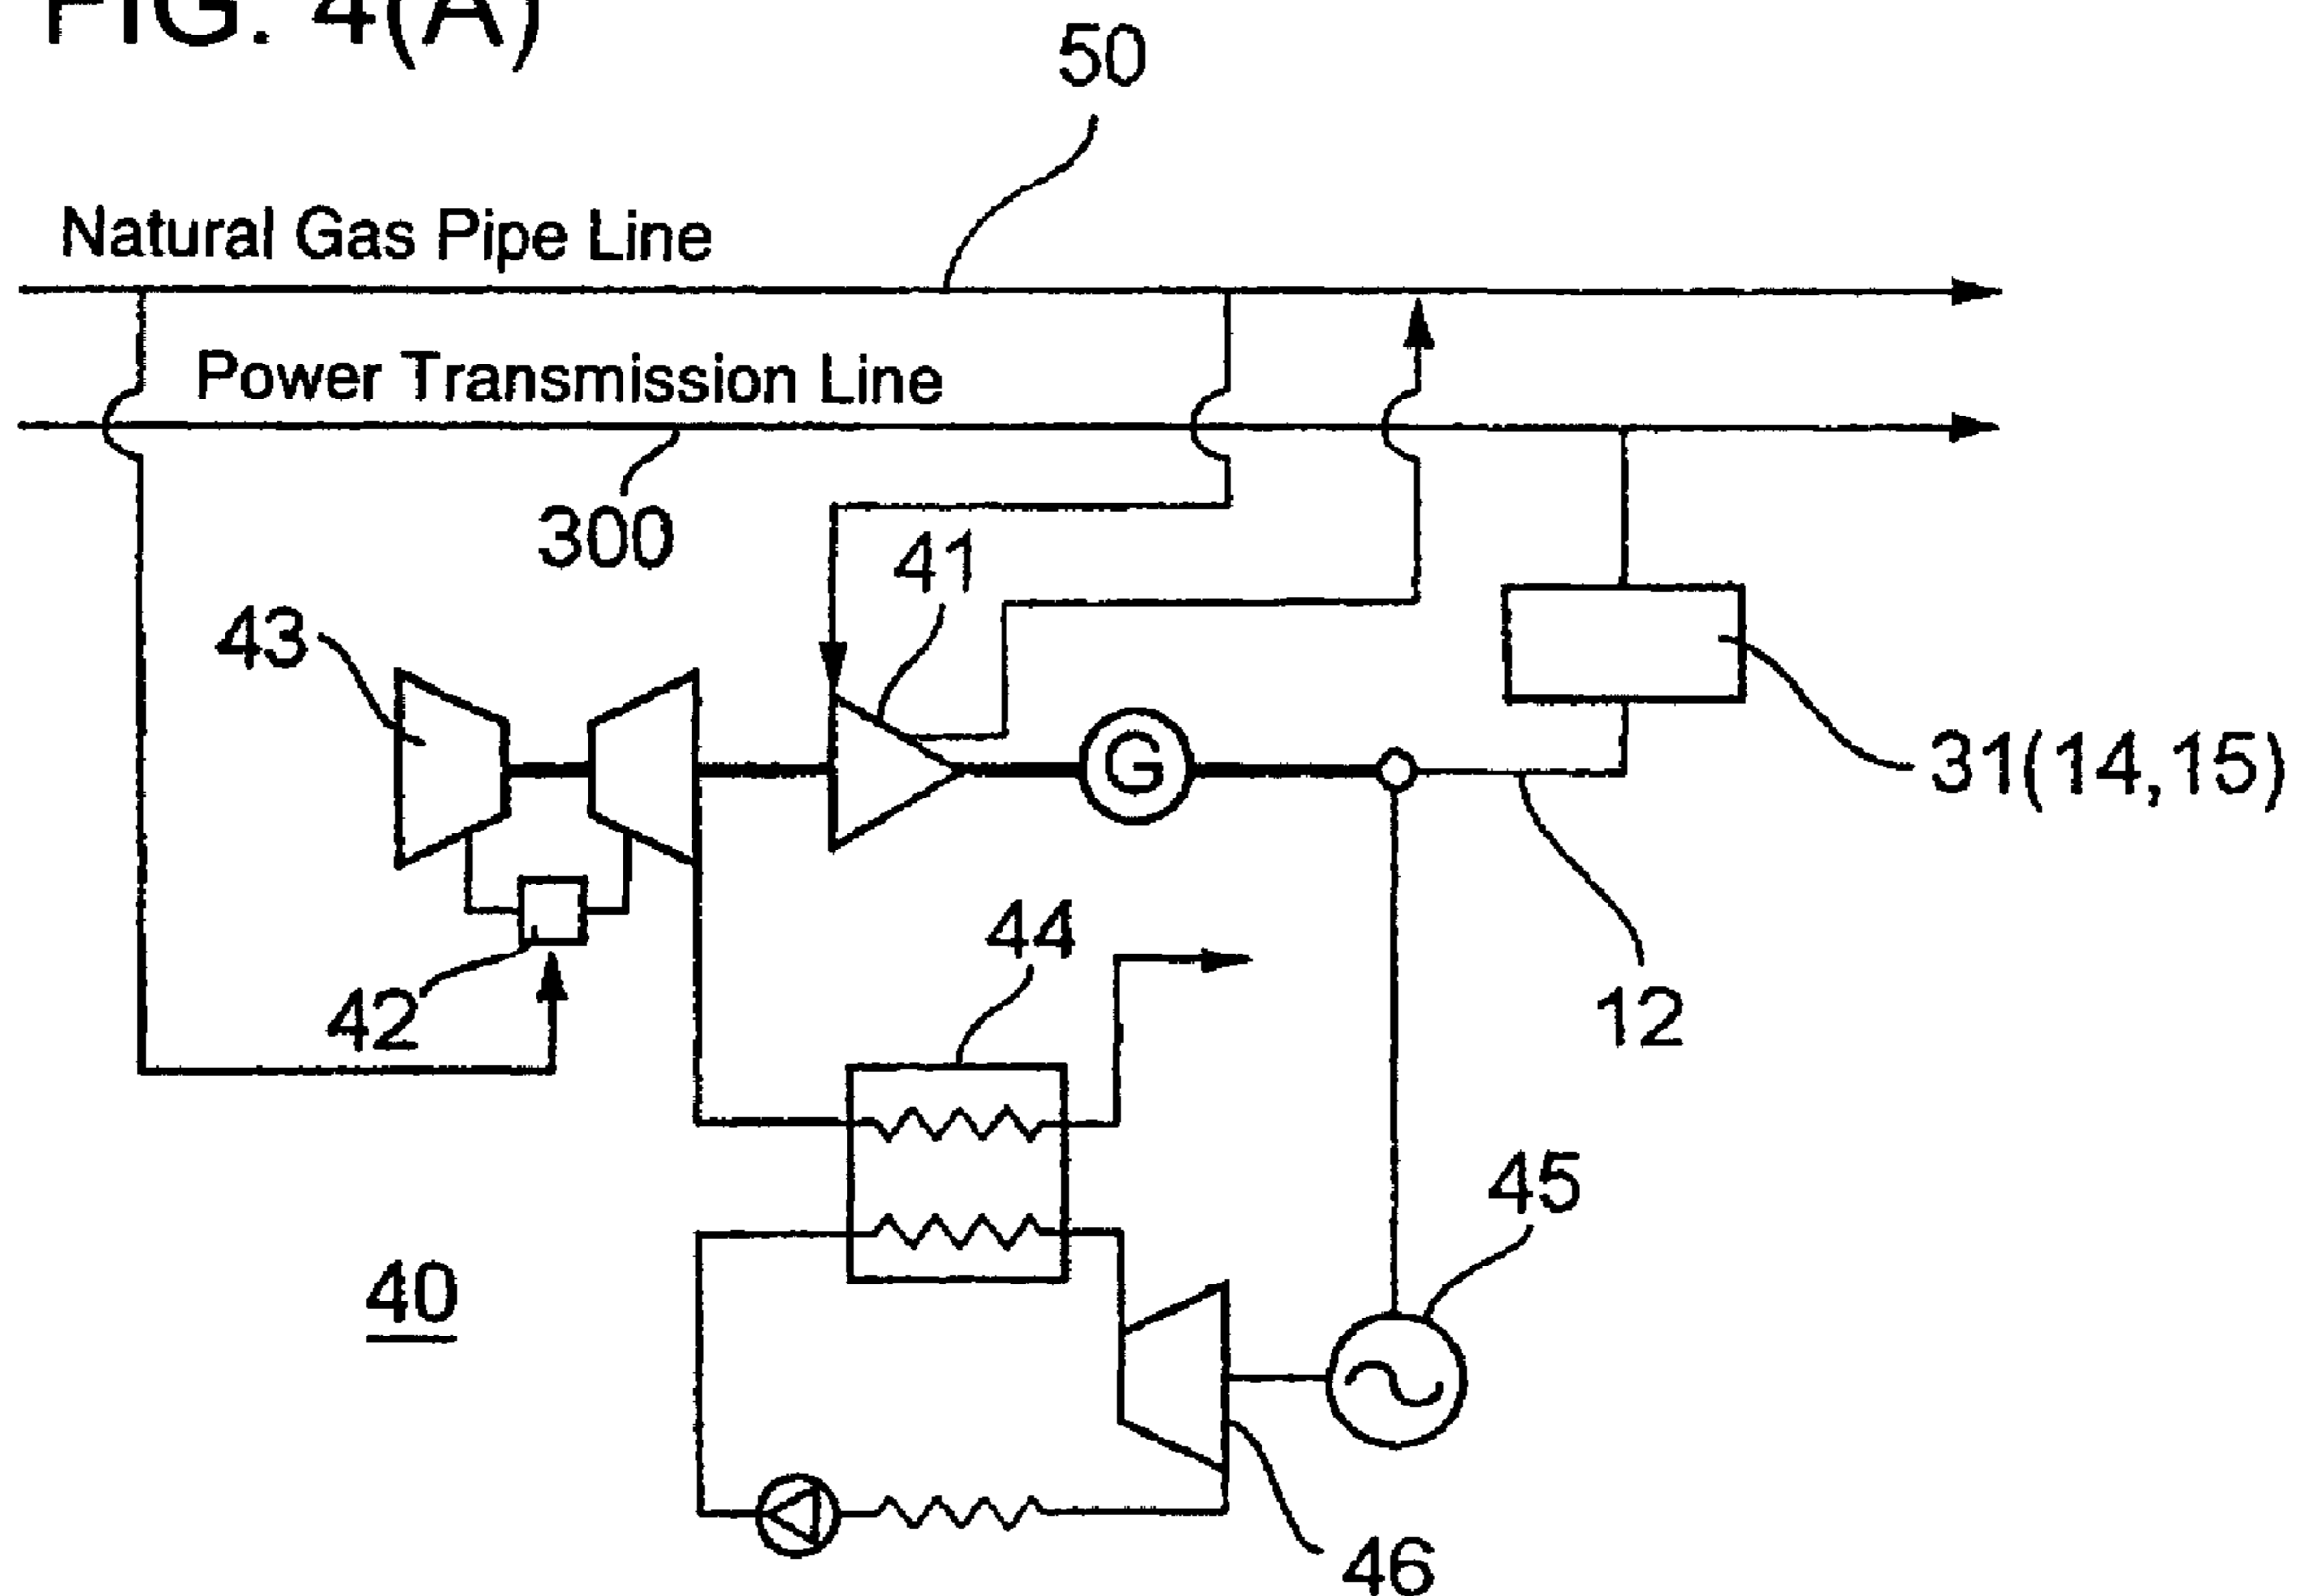 FIG. 4(A)
50
Natural Gas Pipe Line
Power Transmission Line
300
41
43
G
31(14,15)
44
42
12
45
40
46